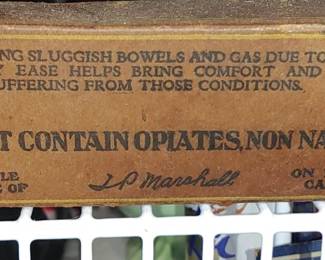 NG SLUGGISH BOWELS AND GAS DUE TO
EASE HELPS BRING COMFORT AND
UFFERING FROM THOSE CONDITIONS.
T CONTAIN OPIATES, NON NA
LE J P Marshall ON
E OF CA